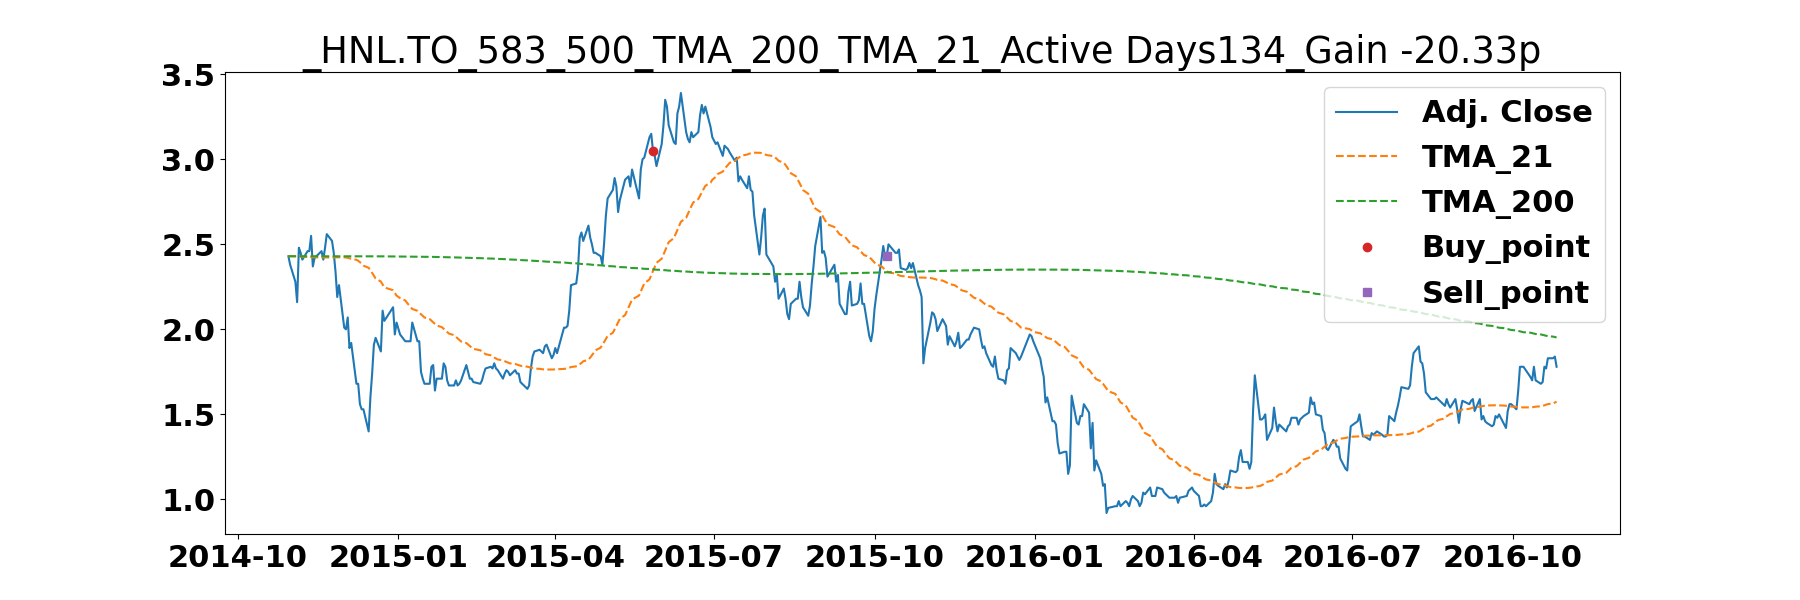 _HNL.TO_583_500_TMA_200_TMA_21_Active Days134_Gain -20.33p
3.5
3.0
2.5
2.0
1.5
1.0
2014-10 2015-01 2015-04 2015-07 2015-10 2016-01 2016-04 2016-07 2016-10
Adj. Close
TMA_21
TMA_200
Buy_point
Sell_point